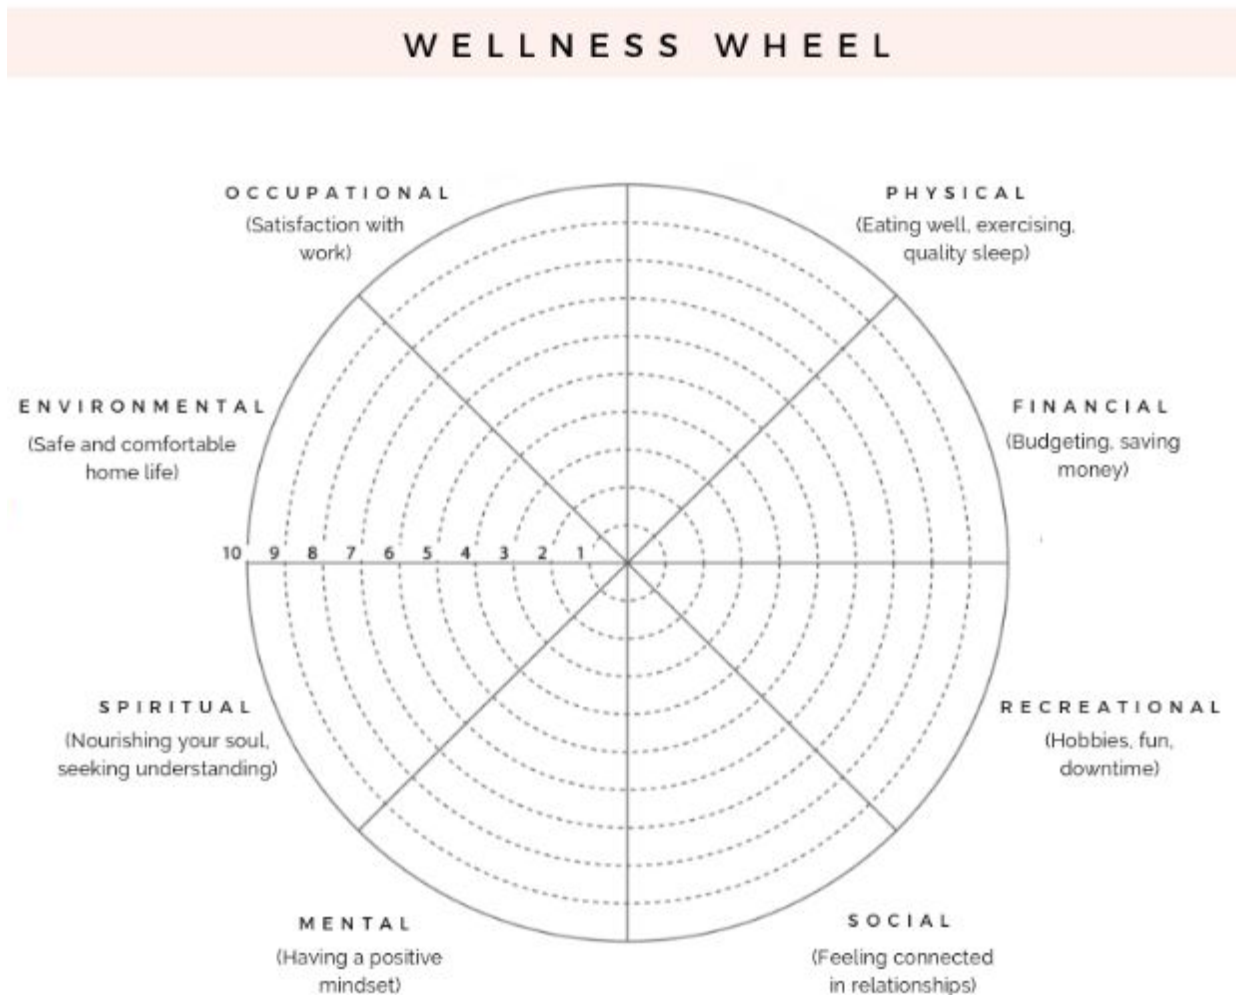 WELLNESS WHEEL
OCCUPATIONAL
(Satisfaction with
work)
PHYSICAL
(Eating well, exercising,
quality sleep)
ENVIRONMENTAL
(Safe and comfortable
home life)
FINANCIAL
(Budgeting, saving
money)
10 9 8 7 6 5 4 3 2 1
SPIRITUAL
(Nourishing your soul,
seeking understanding)
RECREATIONAL
(Hobbies, fun,
downtime)
MENTAL
(Having a positive
mindset)
SOCIAL
(Feeling connected
in relationships)